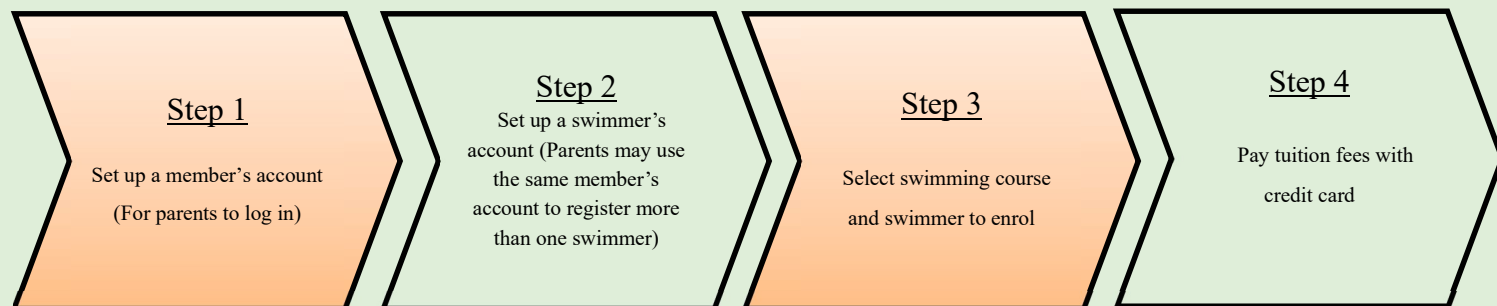 Step 1
Set up a member’s account
(For parents to log in)
Step 2
Set up a swimmer’s
account (Parents may use
the same member’s
account to register more
than one swimmer)
Step 3
Select swimming course
and swimmer to enrol
Step 4
Pay tuition fees with
credit card